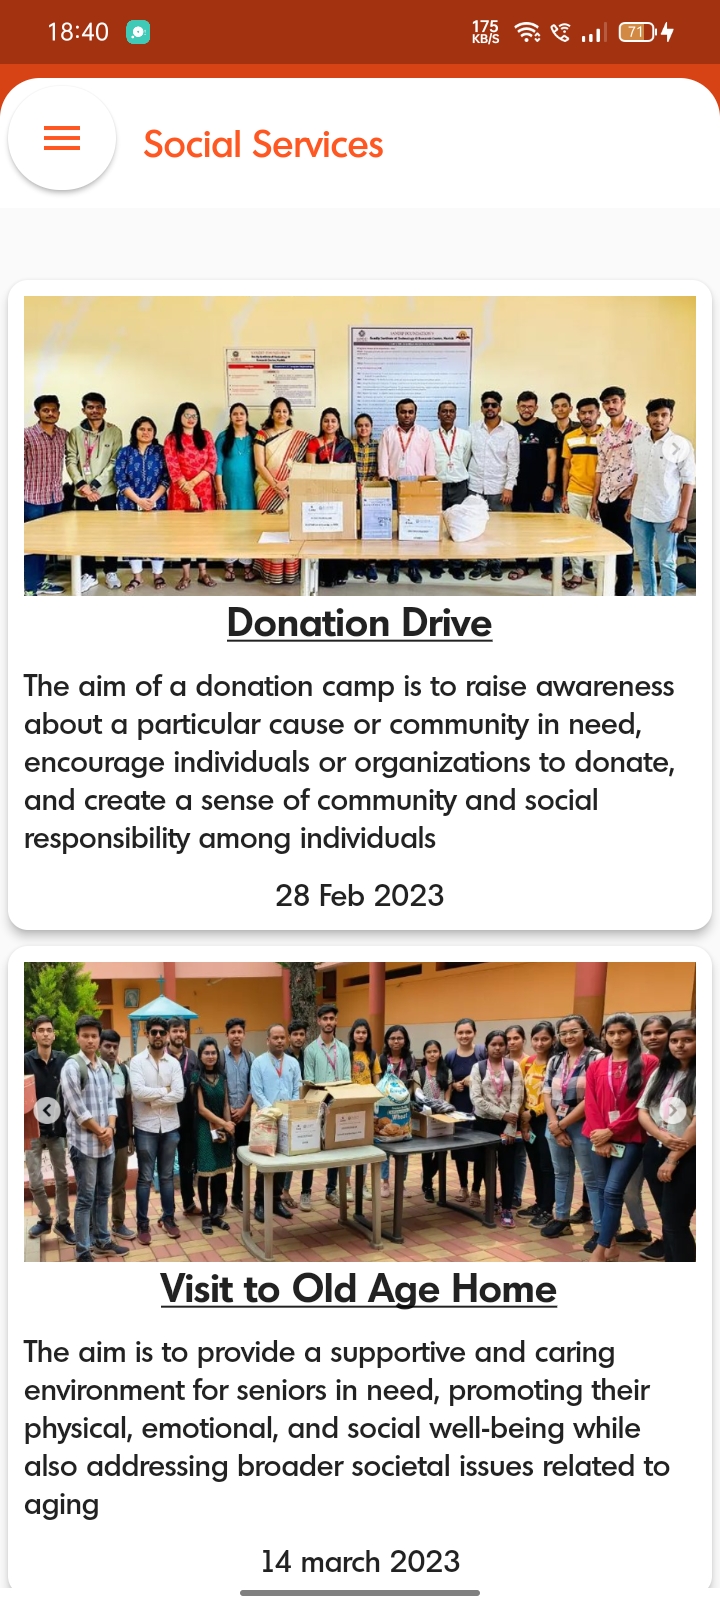 18:40
175
KB/S
71
Social Services
Donation Drive
The aim of a donation camp is to raise awareness
about a particular cause or community in need,
encourage individuals or organizations to donate,
and create a sense of community and social
responsibility among individuals
28 Feb 2023
Visit to Old Age Home
The aim is to provide a supportive and caring
environment for seniors in need, promoting their
physical, emotional, and social well-being while
also addressing broader societal issues related to
aging
14 march 2023